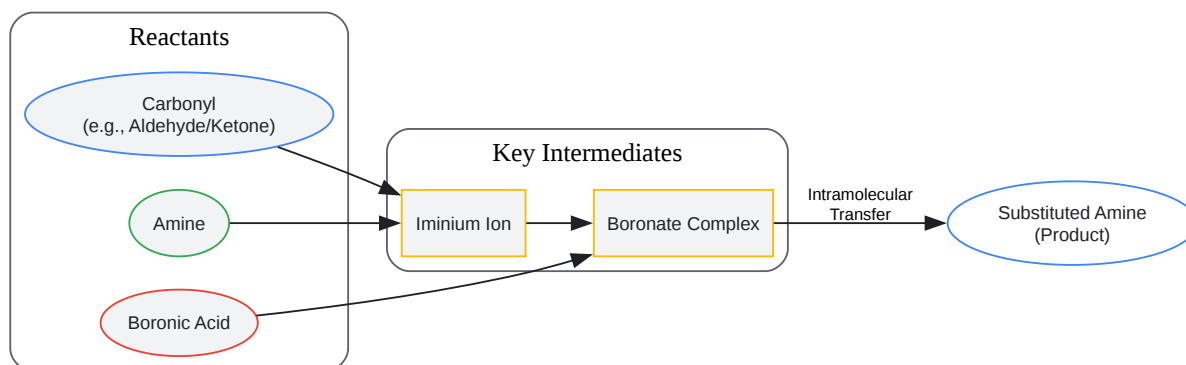 Reactants
Carbonyl
(e.g., Aldehyde/Ketone)
Amine
Boronic Acid
Key Intermediates
Iminium Ion
Boronate Complex
Intramolecular
Transfer
Substituted Amine
(Product)